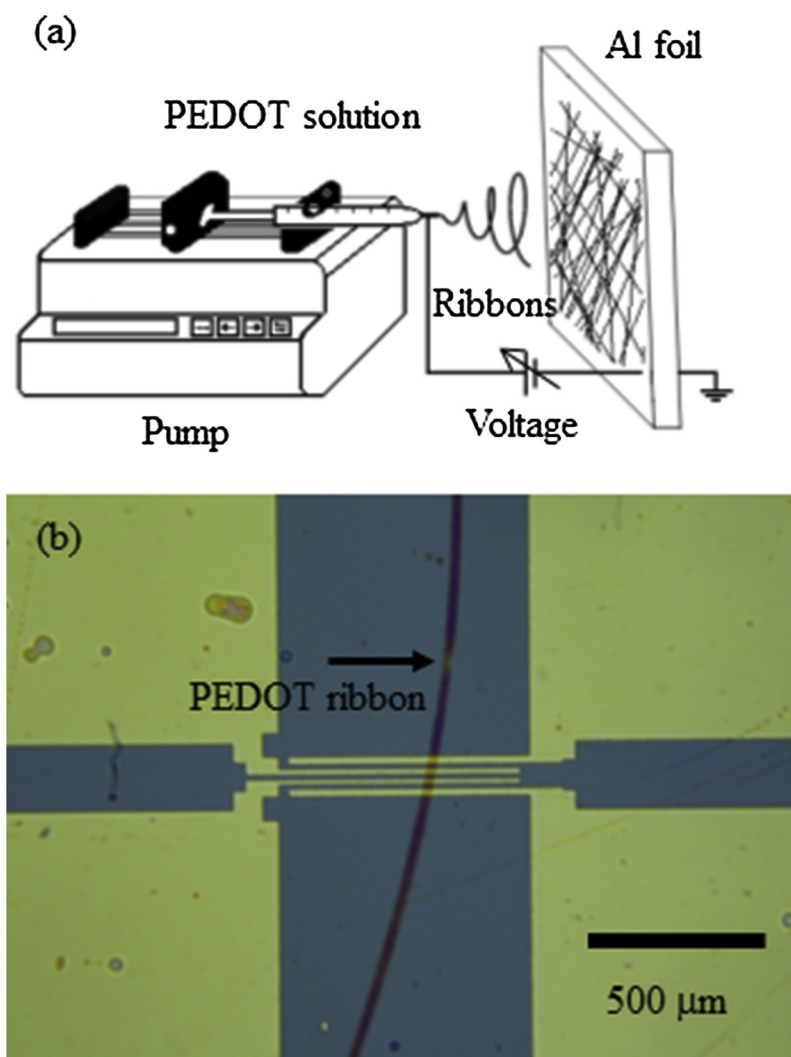 (a)
Al foil
PEDOT solution
Ribbons
Voltage
Pump
(b)
PEDOT ribbon
500 μm